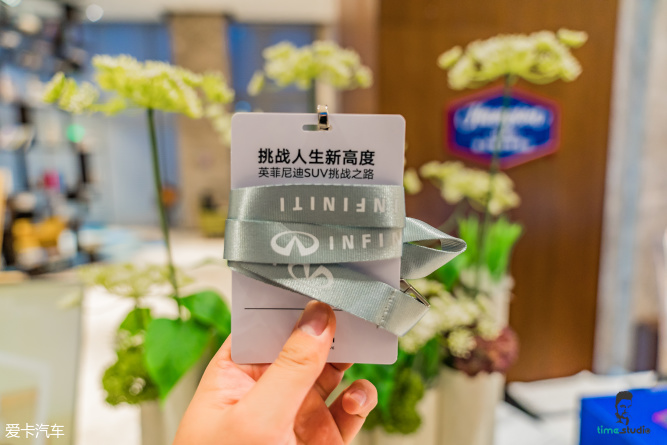 挑战人生新高度
英菲尼迪SUV挑战之路
INFINITI
INFI
爱卡汽车
time studio